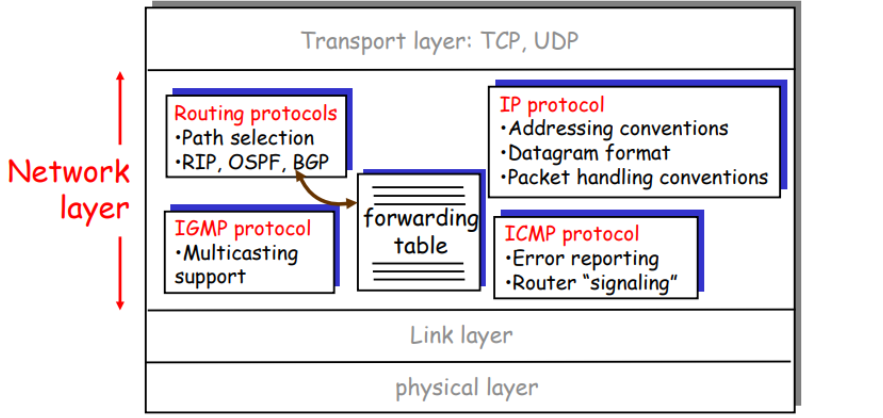 Transport layer: TCP, UDP
Network
layer
Routing protocols
•Path selection
•RIP, OSPF, BGP
IP protocol
•Addressing conventions
•Datagram format
•Packet handling conventions
forwarding
table
IGMP protocol
•Multicasting
support
ICMP protocol
•Error reporting
•Router “signaling”
Link layer
physical layer